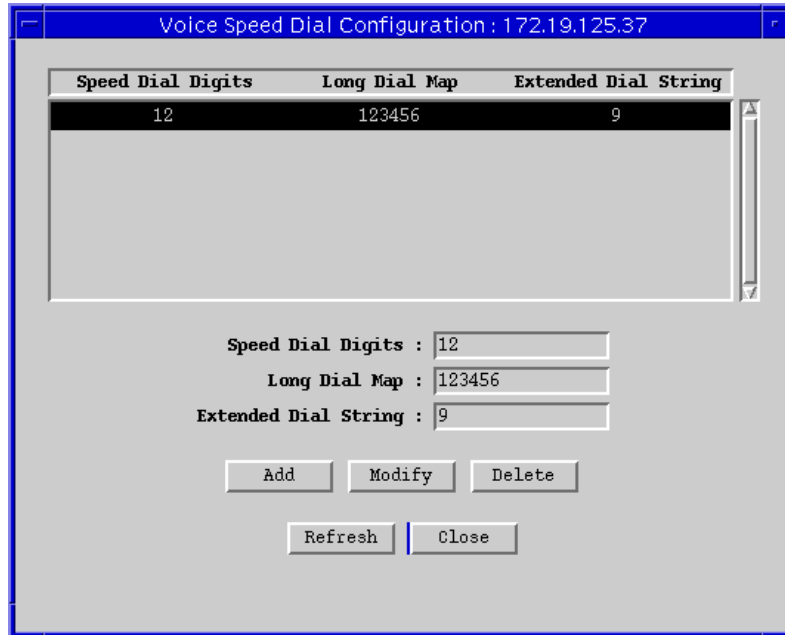 Voice Speed Dial Configuration : 172.19.125.37
Speed Dial Digits Long Dial Map Extended Dial String
12 123456 9
Speed Dial Digits : 12
Long Dial Map : 123456
Extended Dial String : 9
Add Modify Delete
Refresh Close